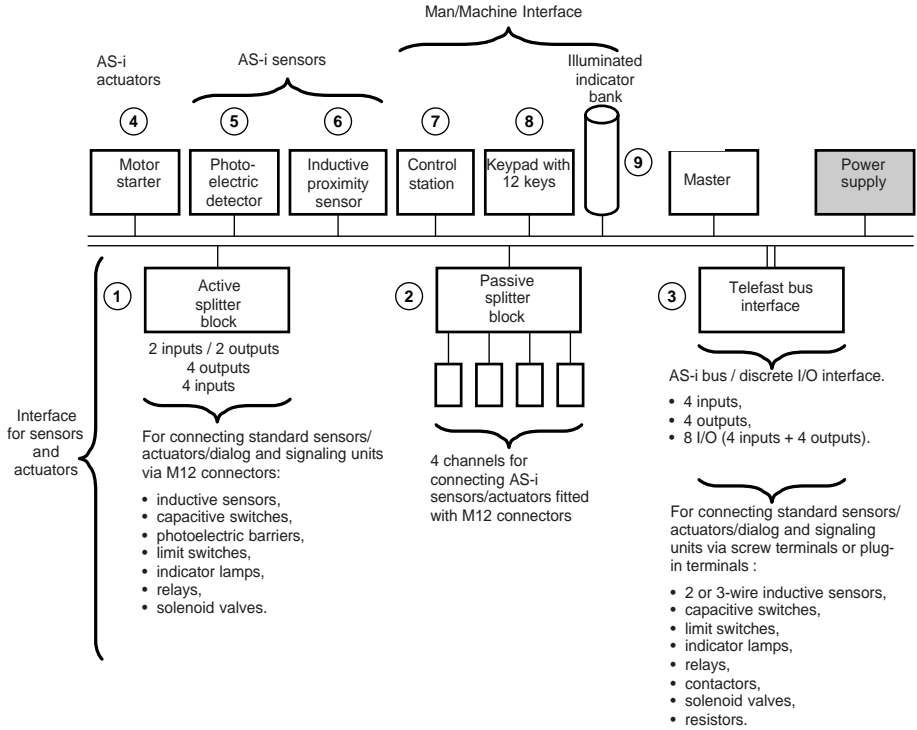 Man/Machine Interface
AS-i
actuators
AS-i sensors
Illuminated
indicator
bank
4
5
6
7
8
9
Motor
starter
Photo-
electric
detector
Inductive
proximity
sensor
Control
station
Keypad with
12 keys
Master
Power
supply
1
Active
splitter
block
2
Passive
splitter
block
3
Telefast bus
interface
2 inputs / 2 outputs
4 outputs
4 inputs
Interface
for sensors
and
actuators
For connecting standard sensors/
actuators/dialog and signaling units
via M12 connectors:
• inductive sensors,
• capacitive switches,
• photoelectric barriers,
• limit switches,
• indicator lamps,
• relays,
• solenoid valves.
4 channels for
connecting AS-i
sensors/actuators fitted
with M12 connectors
AS-i bus / discrete I/O interface.
• 4 inputs,
• 4 outputs,
• 8 I/O (4 inputs + 4 outputs).
For connecting standard sensors/
actuators/dialog and signaling
units via screw terminals or plug-
in terminals :
• 2 or 3-wire inductive sensors,
• capacitive switches,
• limit switches,
• indicator lamps,
• relays,
• contactors,
• solenoid valves,
• resistors.